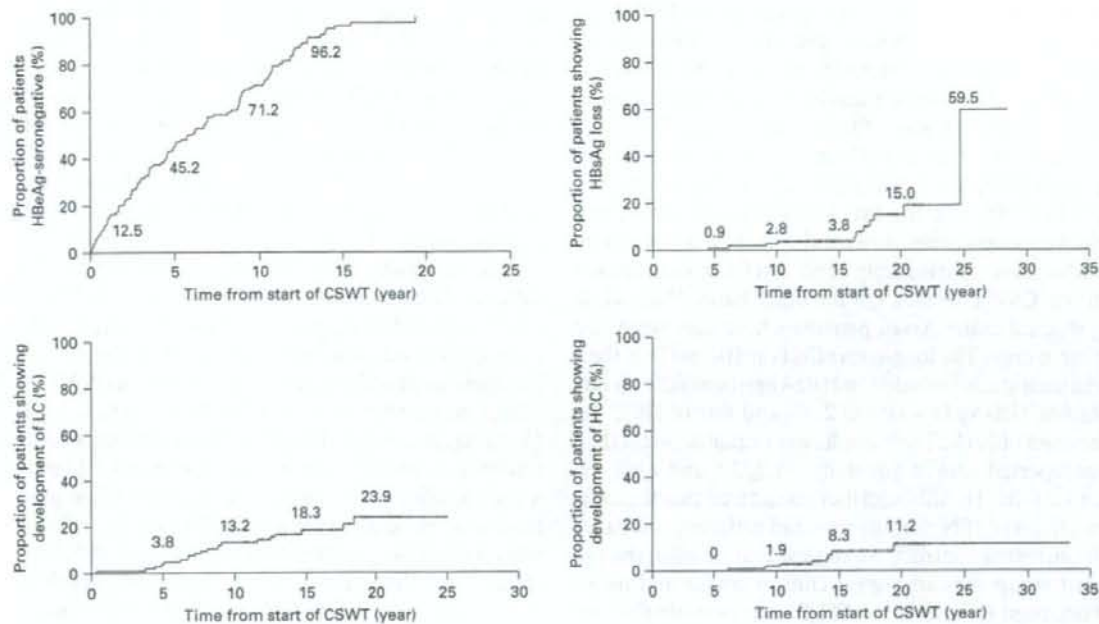 Proportion of patients
HBeAg-seronegative (%)
100
80
60
40
20
0
12.5
45.2
71.2
96.2
0 5 10 15 20 25
Time from start of CSWT (year)
Proportion of patients showing
HBsAg loss (%)
100
80
60
40
20
0
0.9
2.8
3.8
15.0
59.5
0 5 10 15 20 25 30
Time from start of CSWT (year)
Proportion of patients showing
development of LC (%)
100
80
60
40
20
0
3.8
13.2
18.3
23.9
0 5 10 15 20 25 30
Time from start of CSWT (year)
Proportion of patients showing
development of HCC (%)
100
80
60
40
20
0
0
1.9
8.3
11.2
0 5 10 15 20 25 30 35
Time from start of CSWT (year)